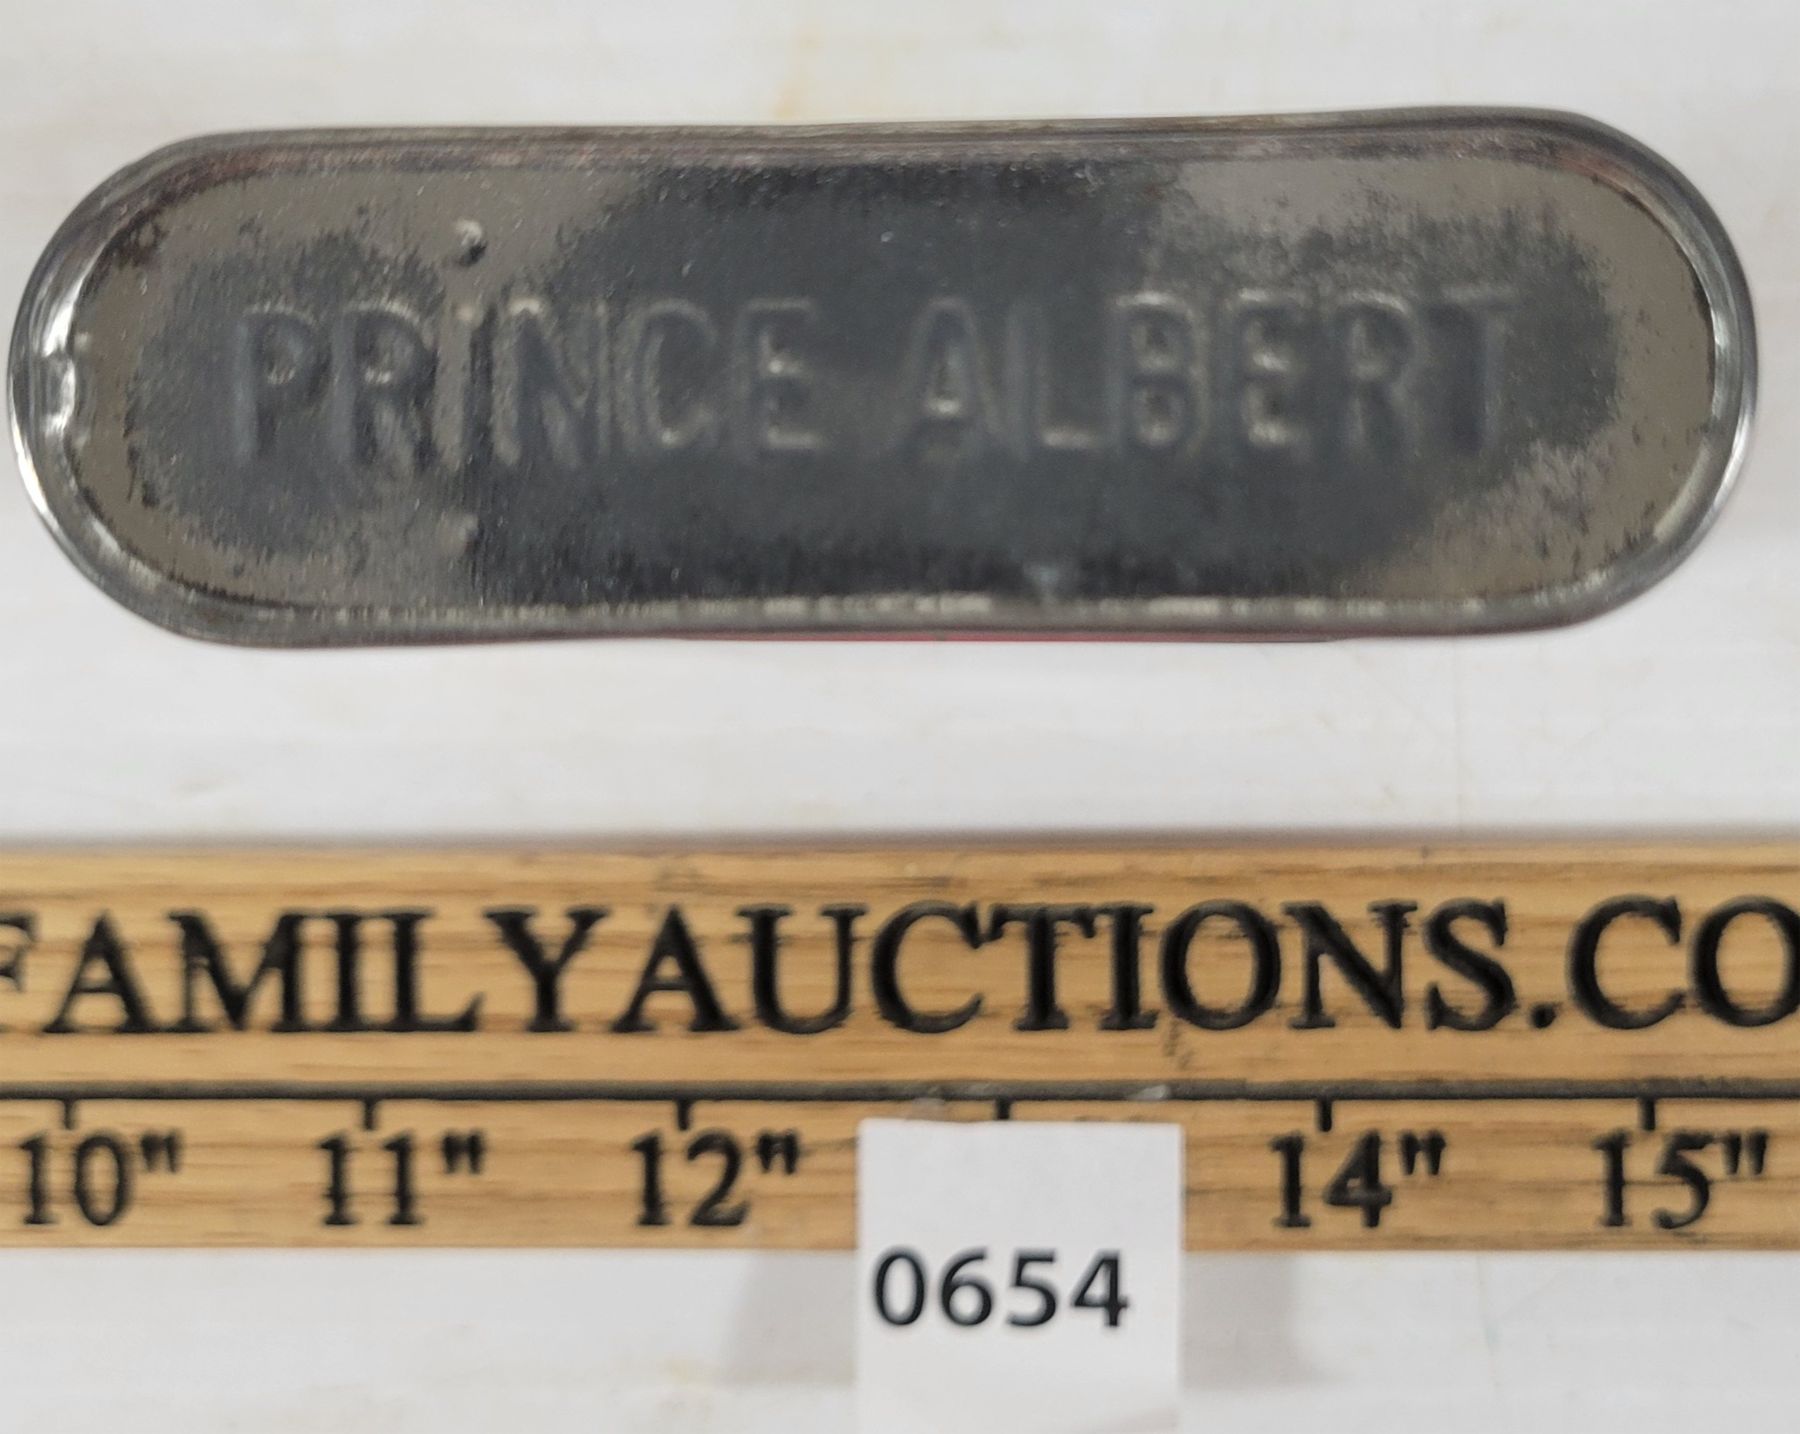 PRINCE ALBERT
FAMILYAUCTIONS.CO
10" 11" 12" 14" 15"
0654